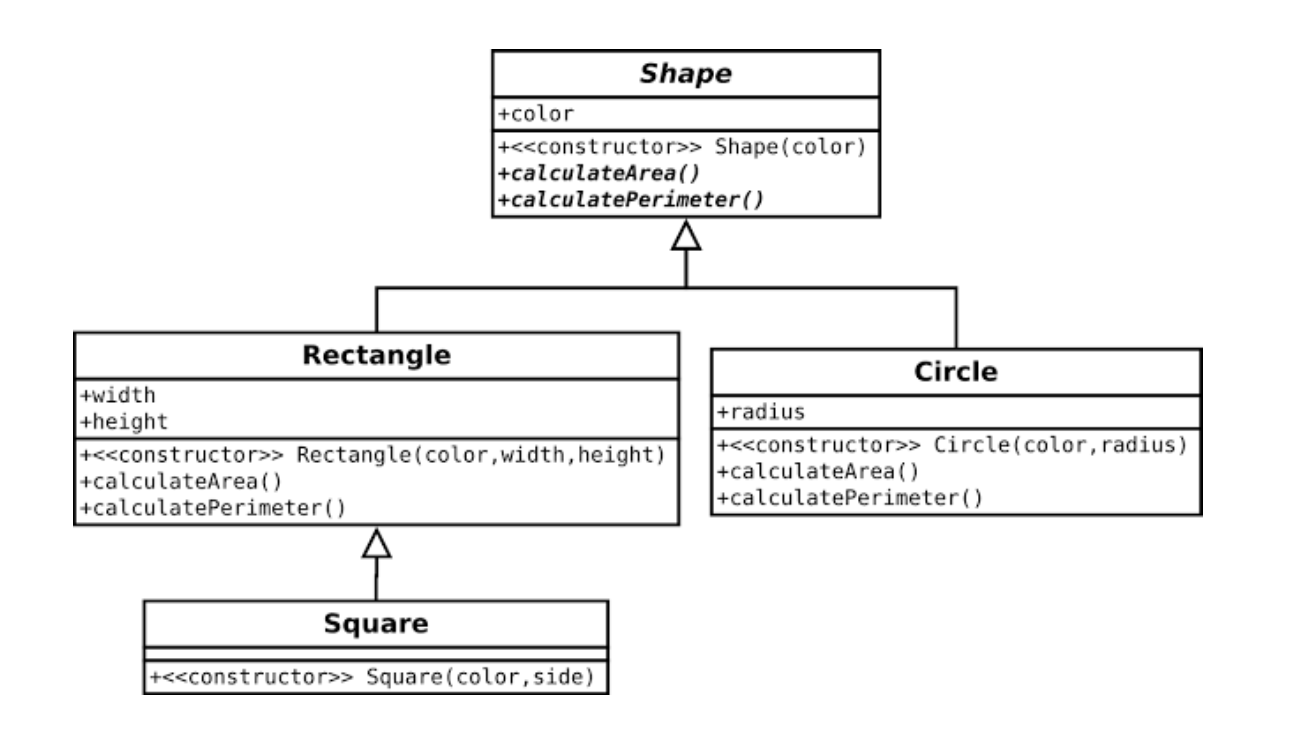 Shape
+color
+<<constructor>> Shape(color)
+calculateArea()
+calculatePerimeter()
Rectangle
+width
+height
+<<constructor>> Rectangle(color,width,height)
+calculateArea()
+calculatePerimeter()
Circle
+radius
+<<constructor>> Circle(color,radius)
+calculateArea()
+calculatePerimeter()
Square
+<<constructor>> Square(color,side)